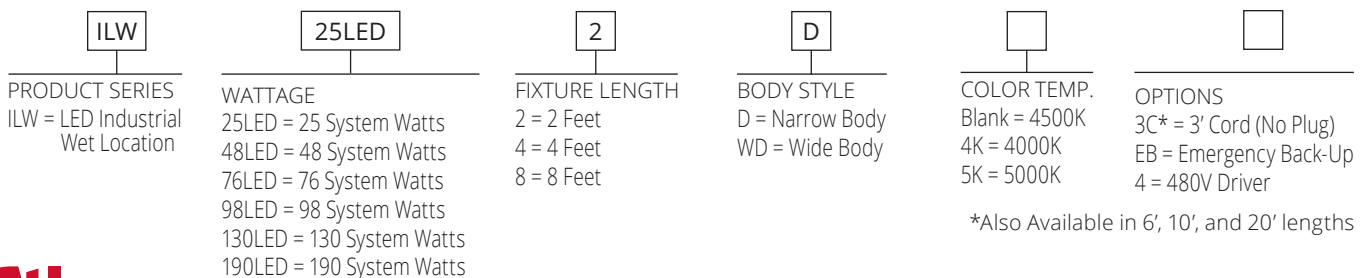 ILW
25LED
2
D
PRODUCT SERIES
ILW = LED Industrial
Wet Location
WATTAGE
25LED = 25 System Watts
48LED = 48 System Watts
76LED = 76 System Watts
98LED = 98 System Watts
130LED = 130 System Watts
190LED = 190 System Watts
FIXTURE LENGTH
2 = 2 Feet
4 = 4 Feet
8 = 8 Feet
BODY STYLE
D = Narrow Body
WD = Wide Body
COLOR TEMP.
Blank = 4500K
4K = 4000K
5K = 5000K
OPTIONS
3C* = 3’ Cord (No Plug)
EB = Emergency Back-Up
4 = 480V Driver
*Also Available in 6’, 10’, and 20’ lengths